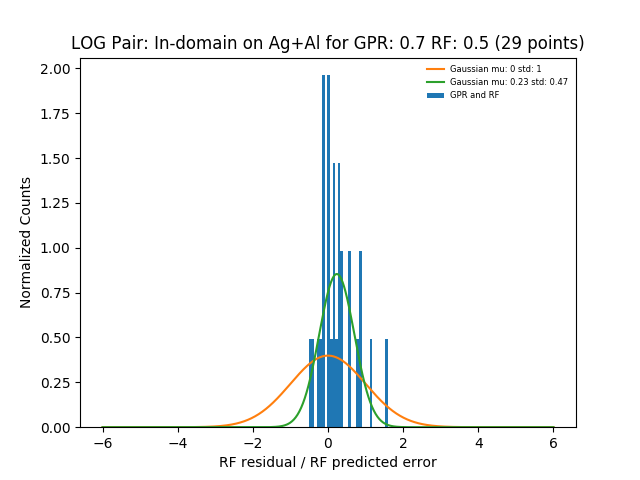 LOG Pair: In-domain on Ag+Al for GPR: 0.7 RF: 0.5 (29 points)
Gaussian mu: 0 std: 1
Gaussian mu: 0.23 std: 0.47
GPR and RF
Normalized Counts
2.00
1.75
1.50
1.25
1.00
0.75
0.50
0.25
0.00
−6
−4
−2
0
2
4
6
RF residual / RF predicted error